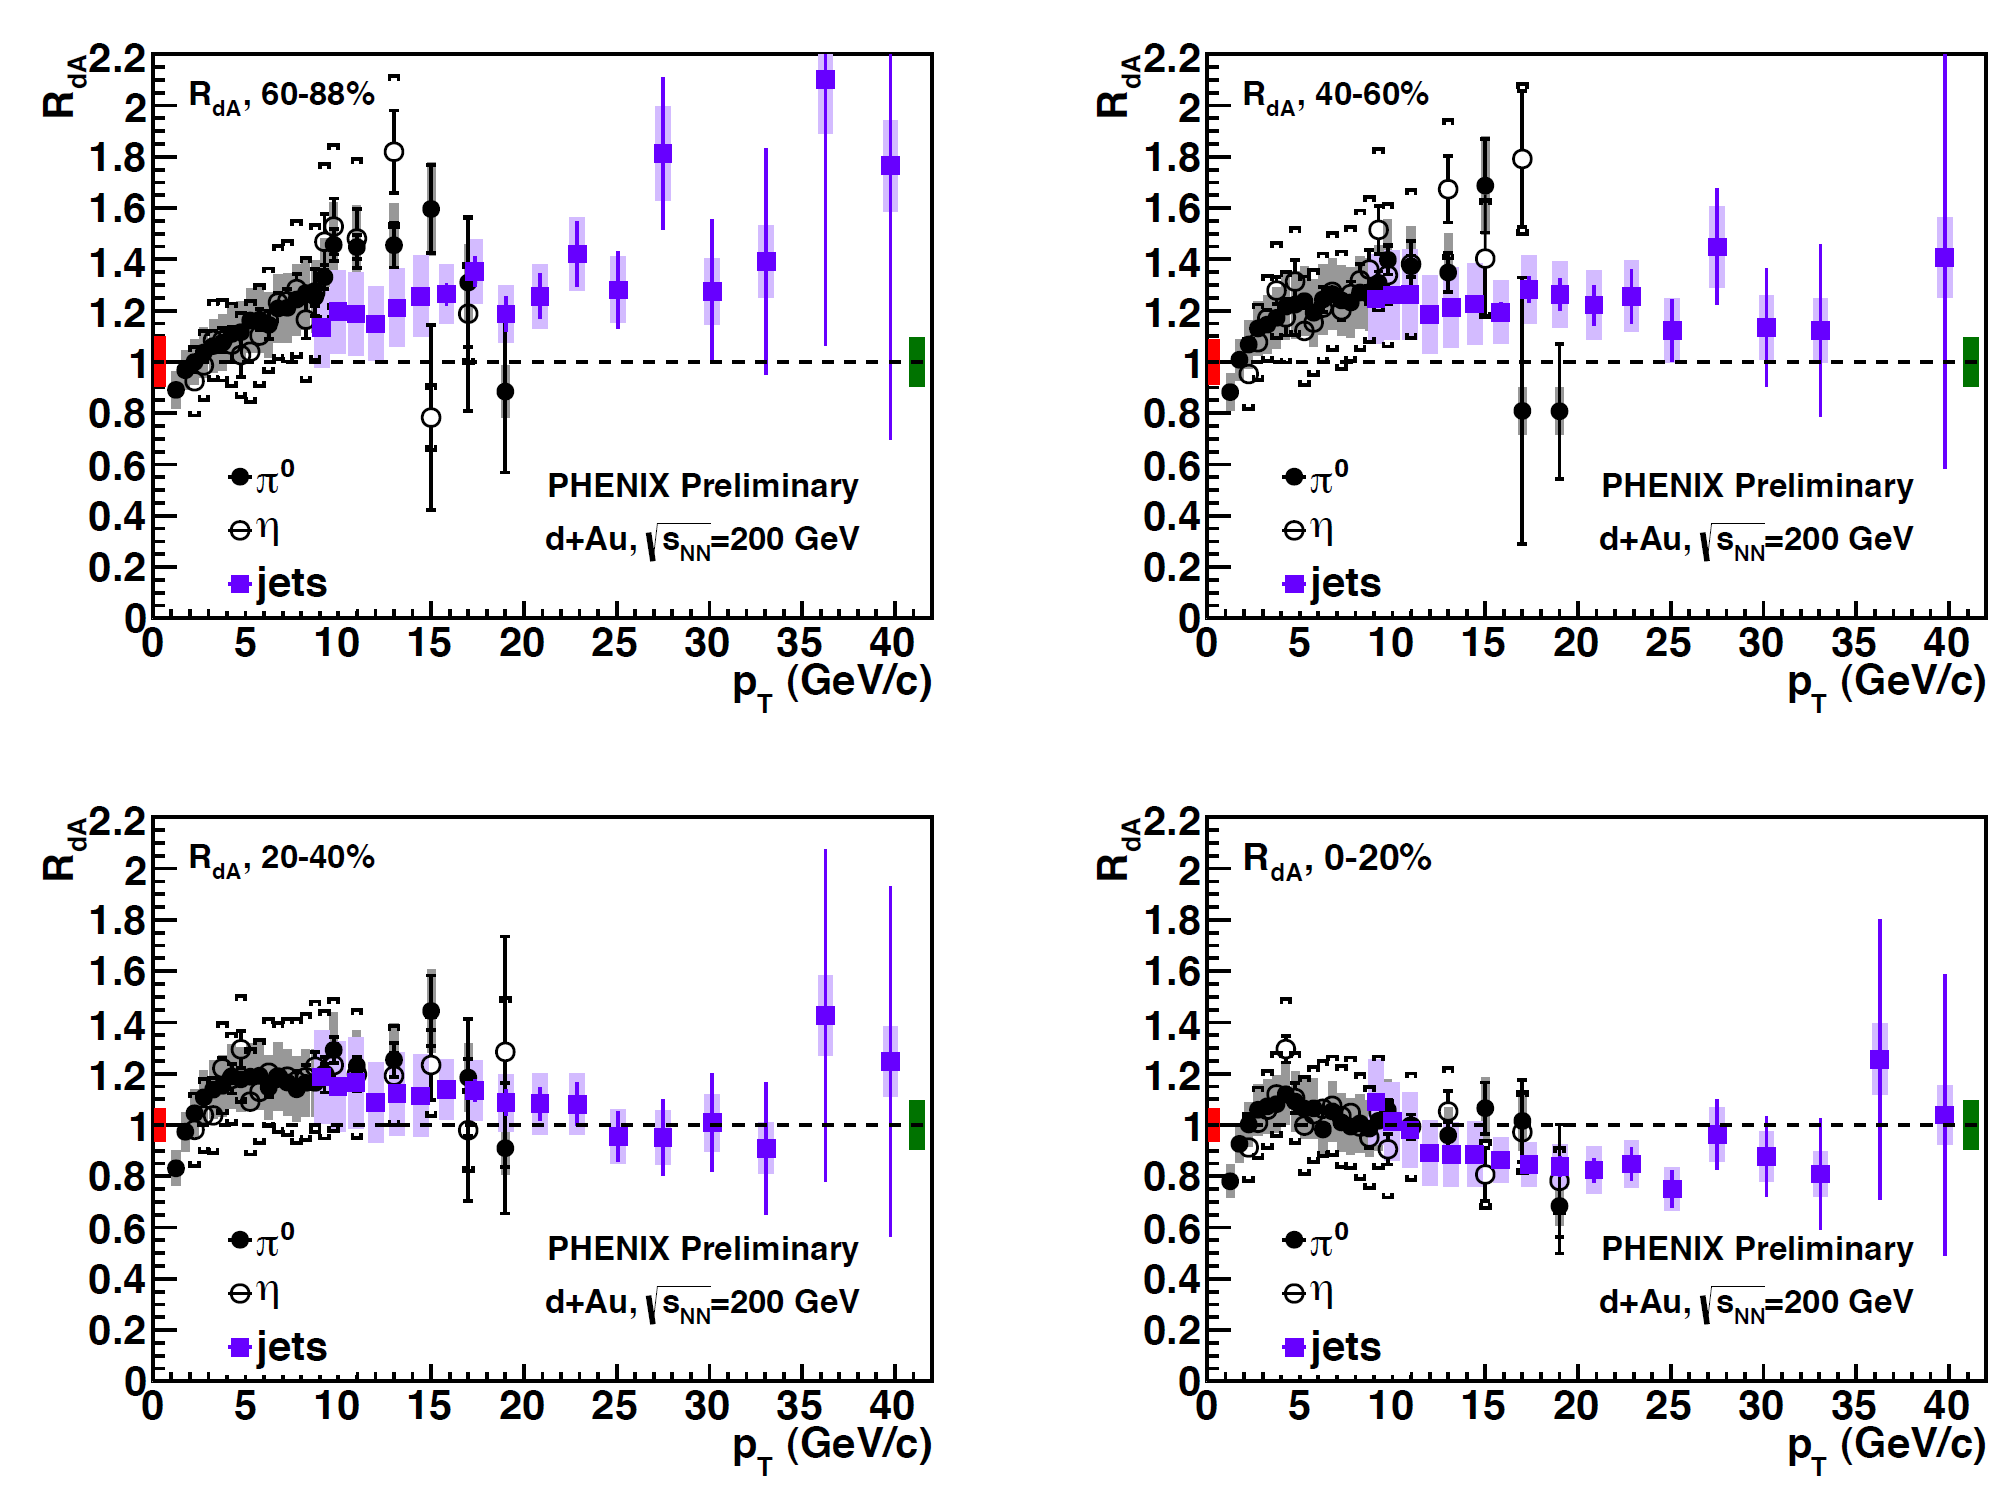 R_dA
2.2
2
1.8
1.6
1.4
1.2
1
0.8
0.6
0.4
0.2
0
R_dA, 60-88%
π⁰
η
jets
PHENIX Preliminary
d+Au, √s_NN=200 GeV
0 5 10 15 20 25 30 35 40
p_T (GeV/c)
R_dA
2.2
2
1.8
1.6
1.4
1.2
1
0.8
0.6
0.4
0.2
0
R_dA, 40-60%
π⁰
η
jets
PHENIX Preliminary
d+Au, √s_NN=200 GeV
0 5 10 15 20 25 30 35 40
p_T (GeV/c)
R_dA
2.2
2
1.8
1.6
1.4
1.2
1
0.8
0.6
0.4
0.2
0
R_dA, 20-40%
π⁰
η
jets
PHENIX Preliminary
d+Au, √s_NN=200 GeV
0 5 10 15 20 25 30 35 40
p_T (GeV/c)
R_dA
2.2
2
1.8
1.6
1.4
1.2
1
0.8
0.6
0.4
0.2
0
R_dA, 0-20%
π⁰
η
jets
PHENIX Preliminary
d+Au, √s_NN=200 GeV
0 5 10 15 20 25 30 35 40
p_T (GeV/c)